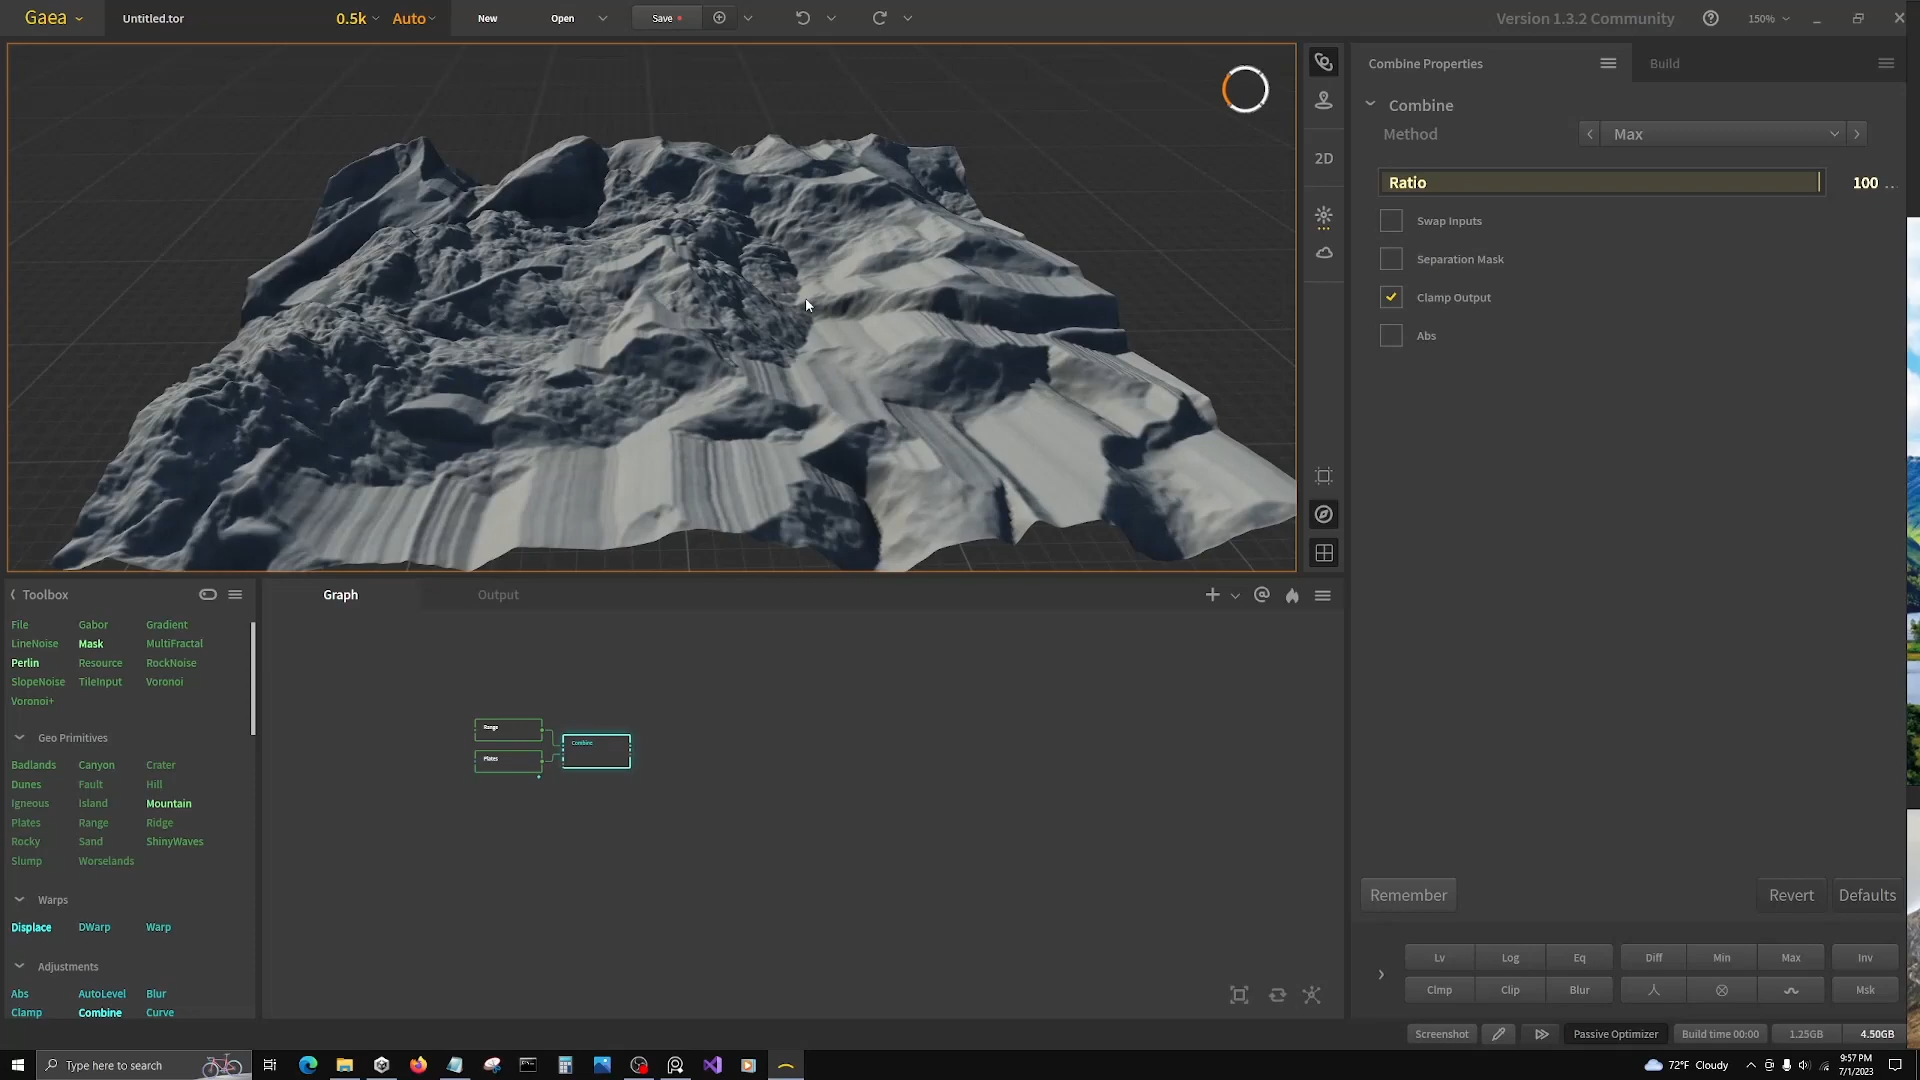 Gaea
Untitled.tor
0.5k
Auto
New
Open
Save
Version 1.3.2 Community
150%
2D
Combine Properties
Build
Combine
Method
Max
Ratio
100 ..
Swap Inputs
Separation Mask
Clamp Output
Abs
Toolbox
File Gabor Gradient
LineNoise Mask MultiFractal
Perlin Resource RockNoise
SlopeNoise TileInput Voronoi
Voronoi+
Geo Primitives
Badlands Canyon Crater
Dunes Fault Hill
Igneous Island Mountain
Plates Range Ridge
Rocky Sand ShinyWaves
Slump Worselands
Warps
Displace DWarp Warp
Adjustments
Abs AutoLevel Blur
Clamp Combine Curve
Graph
Output
Range
Plates
Combine
Remember
Revert
Defaults
Lv Log Eq Diff Min Max Inv
Clmp Clip Blur Msk
Screenshot
Passive Optimizer
Build time 00:00
1.25GB
4.50GB
Type here to search
72°F Cloudy
9:57 PM
7/1/2023